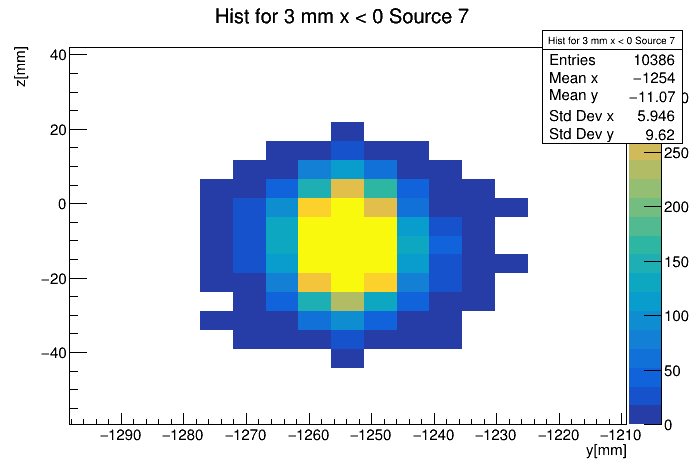 Hist for 3 mm x < 0 Source 7
z[mm]
Hist for 3 mm x < 0 Source 7
Entries 10386
Mean x −1254
Mean y −11.07
Std Dev x 5.946
Std Dev y 9.62
40
20
0
−20
−40
0
250
200
150
100
50
0
−1290 −1280 −1270 −1260 −1250 −1240 −1230 −1220 −1210
y[mm]